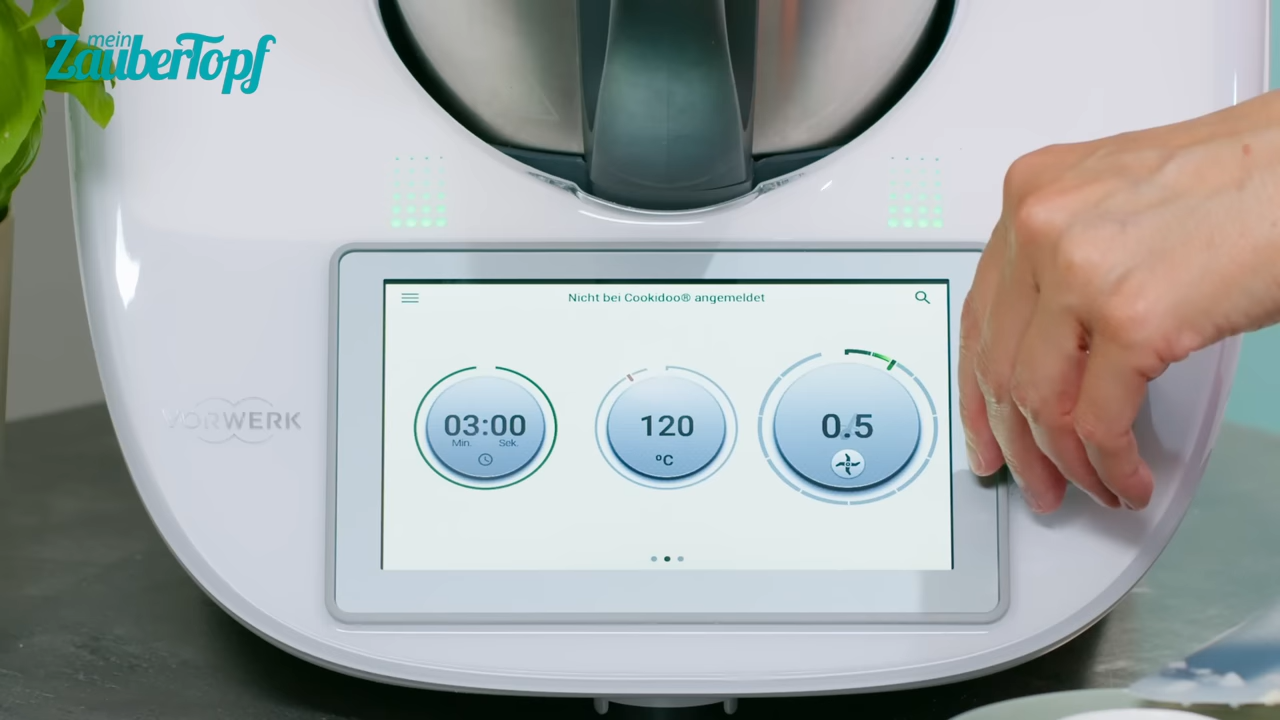 mein
ZauberTopf
Nicht bei Cookidoo® angemeldet
03:00
Min. Sek.
120
°C
0.5
VORWERK